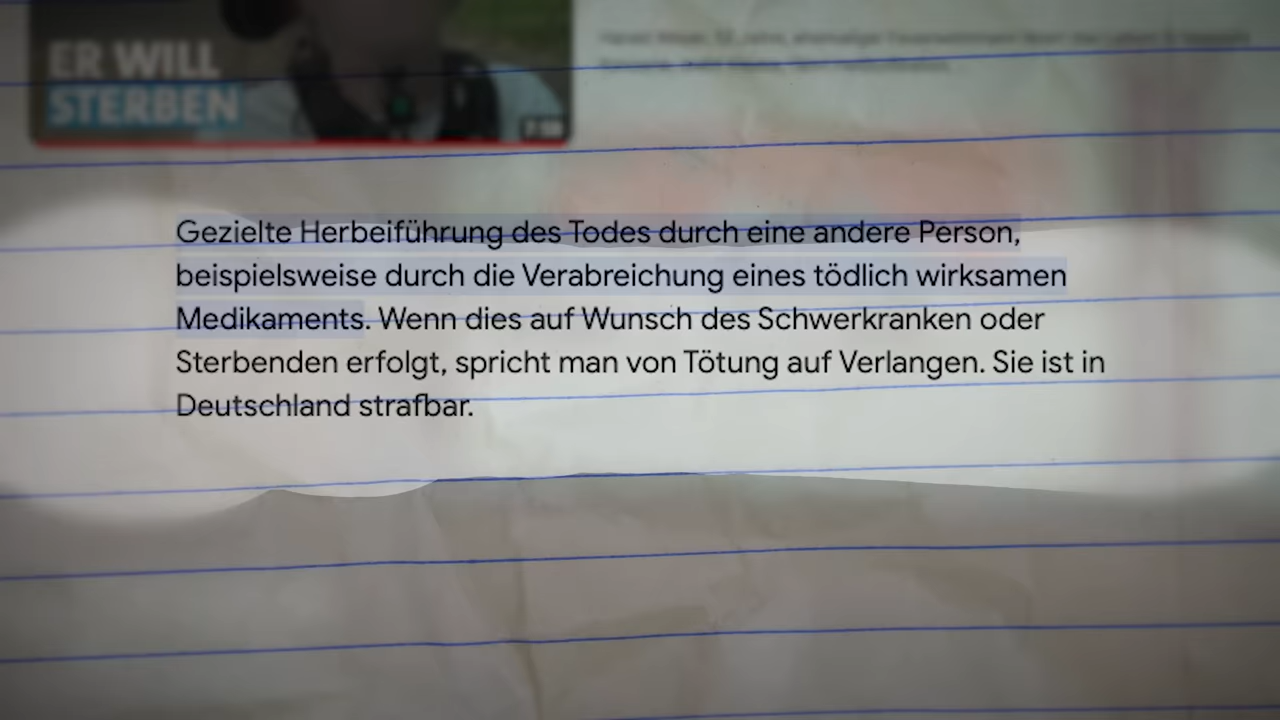 ER WILL
STERBEN
Gezielte Herbeiführung des Todes durch eine andere Person,
beispielsweise durch die Verabreichung eines tödlich wirksamen
Medikaments. Wenn dies auf Wunsch des Schwerkranken oder
Sterbenden erfolgt, spricht man von Tötung auf Verlangen. Sie ist in
Deutschland strafbar.